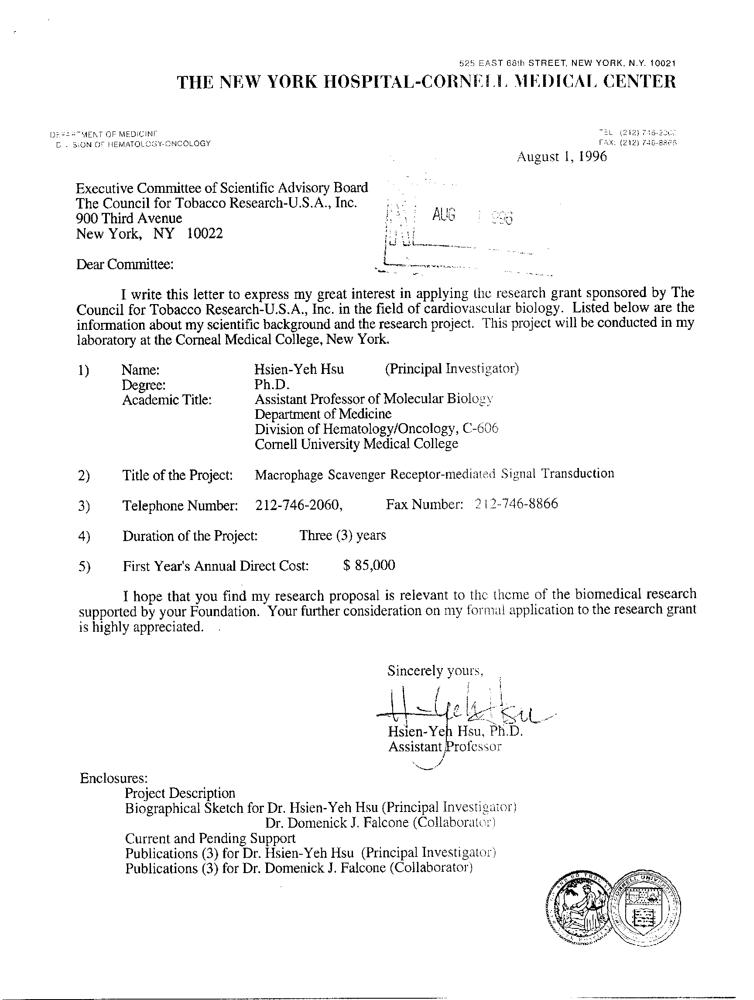 525 EAST 68th STREET, NEW YORK, N.Y. 10021
THE NEW YORK HOSPITAL-CORNELL MEDICAL CENTER
DEPARTMENT OF MEDICINE
DIVISION OF HEMATOLOGY-ONCOLOGY
TEL (212) 746-
FAX: (212) 746-8866
August 1, 1996
Executive Committee of Scientific Advisory Board
The Council for Tobacco Research-U.S.A., Inc.
900 Third Avenue
New York, NY 10022
AUG 1996
Dear Committee:
I write this letter to express my great interest in applying the research grant sponsored by The
Council for Tobacco Research-U.S.A., Inc. in the field of cardiovascular biology. Listed below are the
information about my scientific background and the research project. This project will be conducted in my
laboratory at the Corneal Medical College, New York.
1) Name: Hsien-Yeh Hsu (Principal Investigator)
Degree: Ph.D.
Academic Title: Assistant Professor of Molecular Biology
Department of Medicine
Division of Hematology/Oncology, C-606
Cornell University Medical College
2) Title of the Project: Macrophage Scavenger Receptor-mediated Signal Transduction
3) Telephone Number: 212-746-2060, Fax Number: 212-746-8866
4) Duration of the Project: Three (3) years
5) First Year's Annual Direct Cost: $ 85,000
I hope that you find my research proposal is relevant to the theme of the biomedical research
supported by your Foundation. Your further consideration on my formal application to the research grant
is highly appreciated.
Sincerely yours,
H-Yeh Hsu
Hsien-Yeh Hsu, Ph.D.
Assistant Professor
Enclosures:
Project Description
Biographical Sketch for Dr. Hsien-Yeh Hsu (Principal Investigator)
Dr. Domenick J. Falcone (Collaborator)
Current and Pending Support
Publications (3) for Dr. Hsien-Yeh Hsu (Principal Investigator)
Publications (3) for Dr. Domenick J. Falcone (Collaborator)